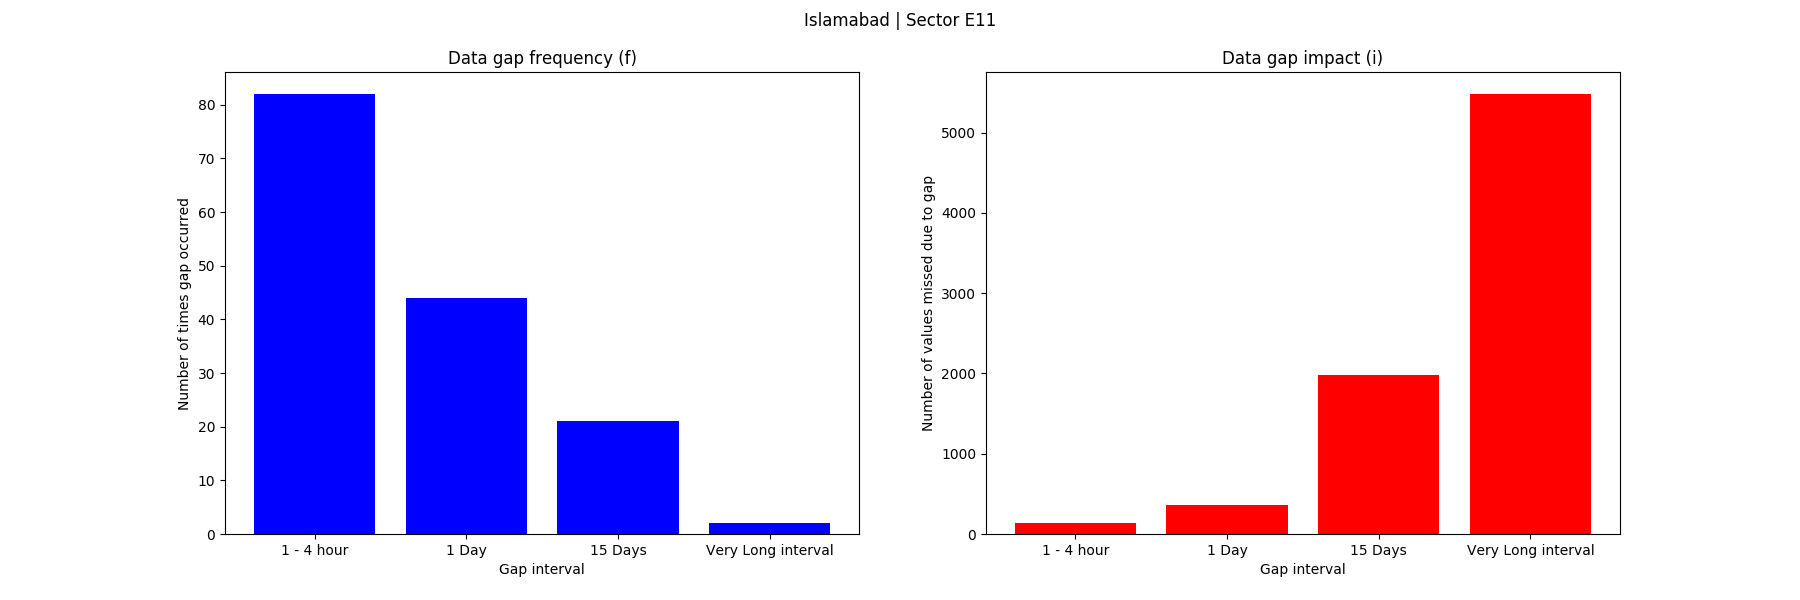 Islamabad | Sector E11
Data gap frequency (f)
Number of times gap occurred
80
70
60
50
40
30
20
10
0
1 - 4 hour
1 Day
15 Days
Very Long interval
Gap interval
Data gap impact (i)
Number of values missed due to gap
5000
4000
3000
2000
1000
0
1 - 4 hour
1 Day
15 Days
Very Long interval
Gap interval